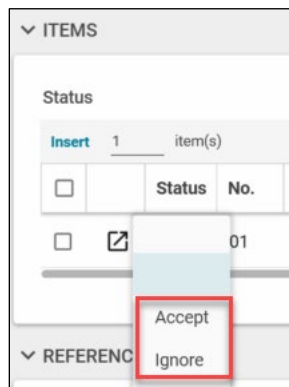 ITEMS
Status
Insert 1 item(s)
Status No.
01
Accept
REFERENC
Ignore